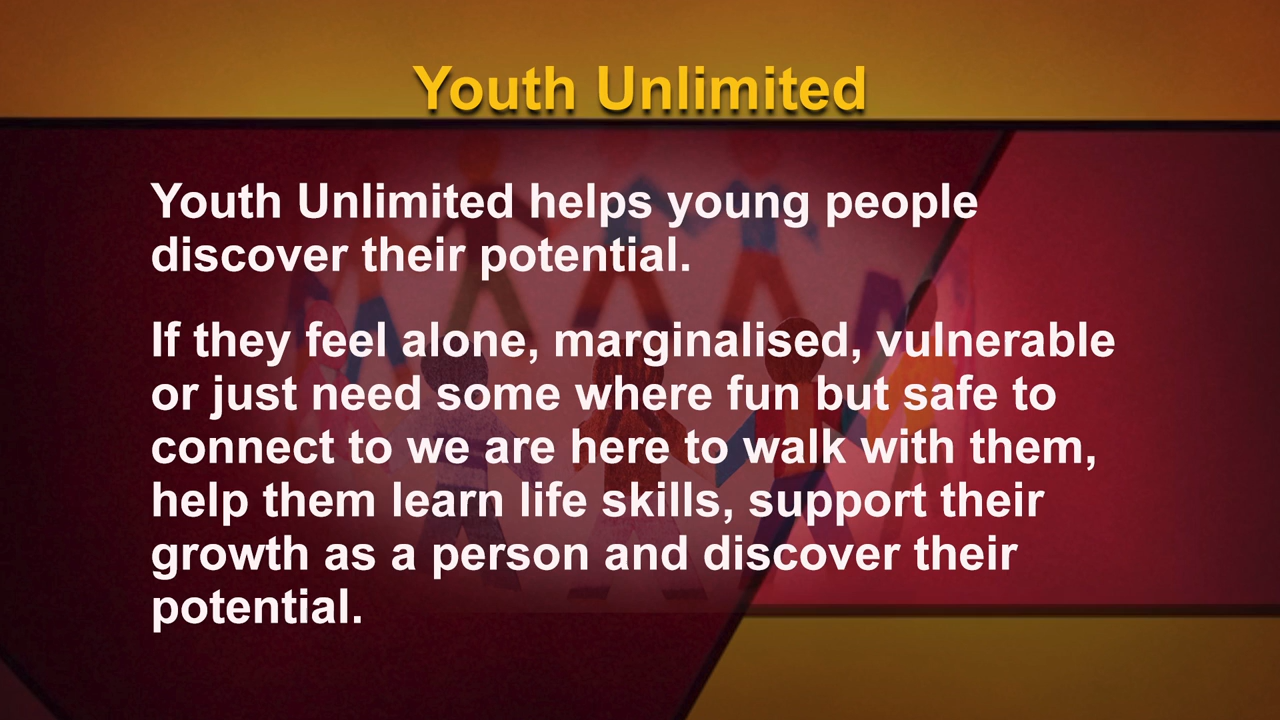 Youth Unlimited
Youth Unlimited helps young people
discover their potential.
If they feel alone, marginalised, vulnerable
or just need some where fun but safe to
connect to we are here to walk with them,
help them learn life skills, support their
growth as a person and discover their
potential.